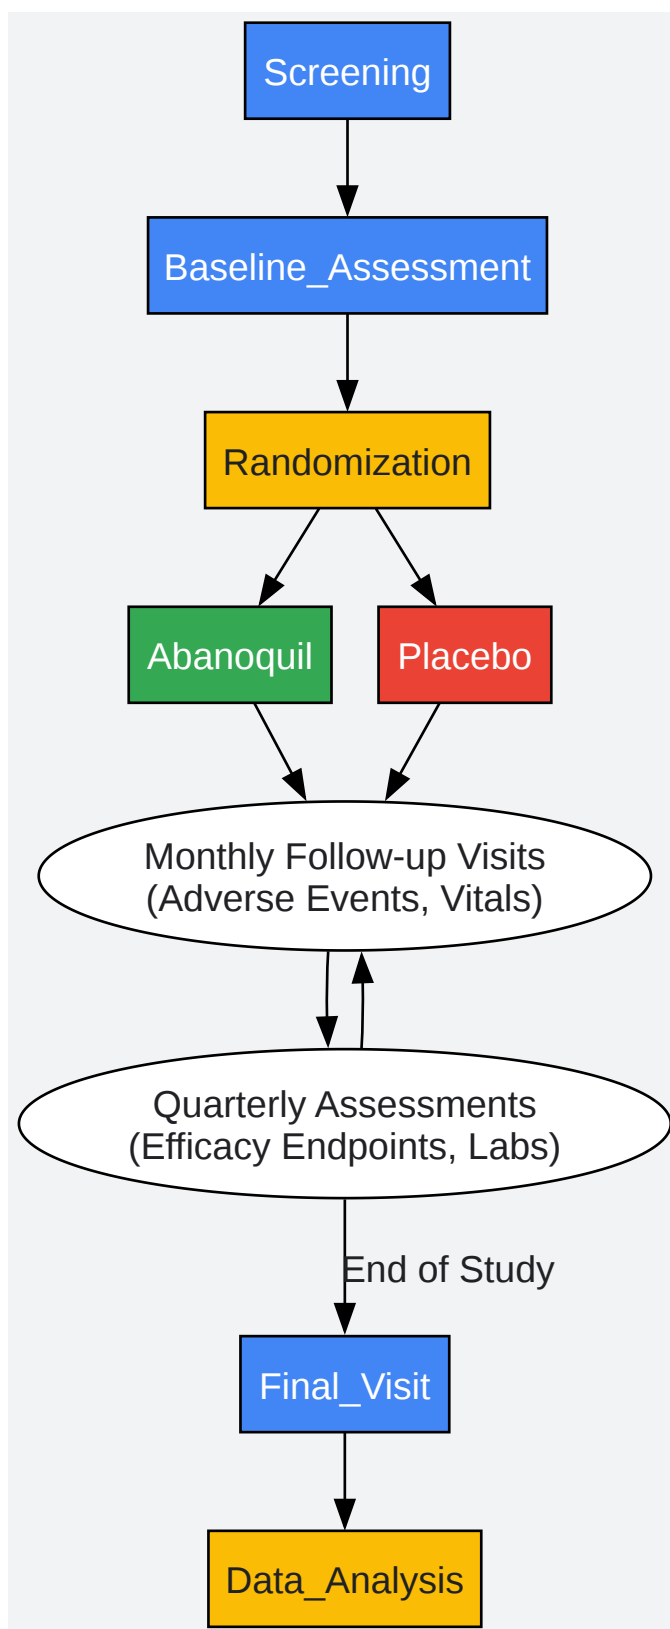 Screening
Baseline_Assessment
Randomization
Abanoquil
Placebo
Monthly Follow-up Visits
(Adverse Events, Vitals)
Quarterly Assessments
(Efficacy Endpoints, Labs)
End of Study
Final_Visit
Data_Analysis